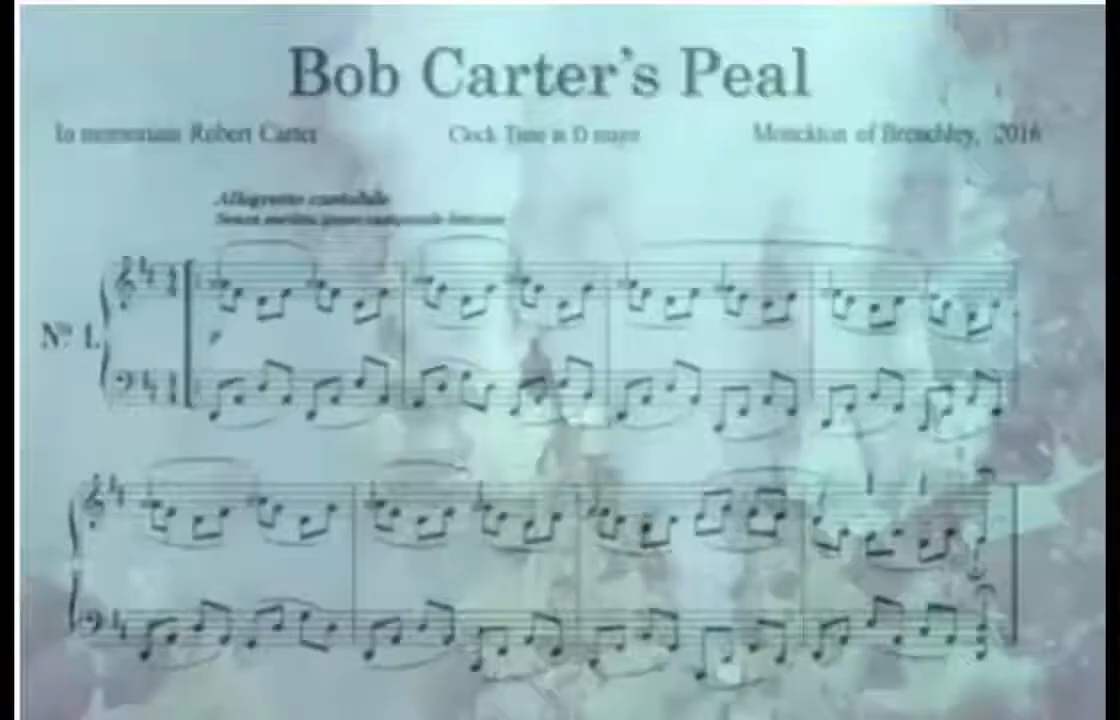 Bob Carter's Peal
In memoriam Robert Carter Clock Tune in D major Monckton of Brenchley, 2016
Allegretto cantabile
Nº 1.